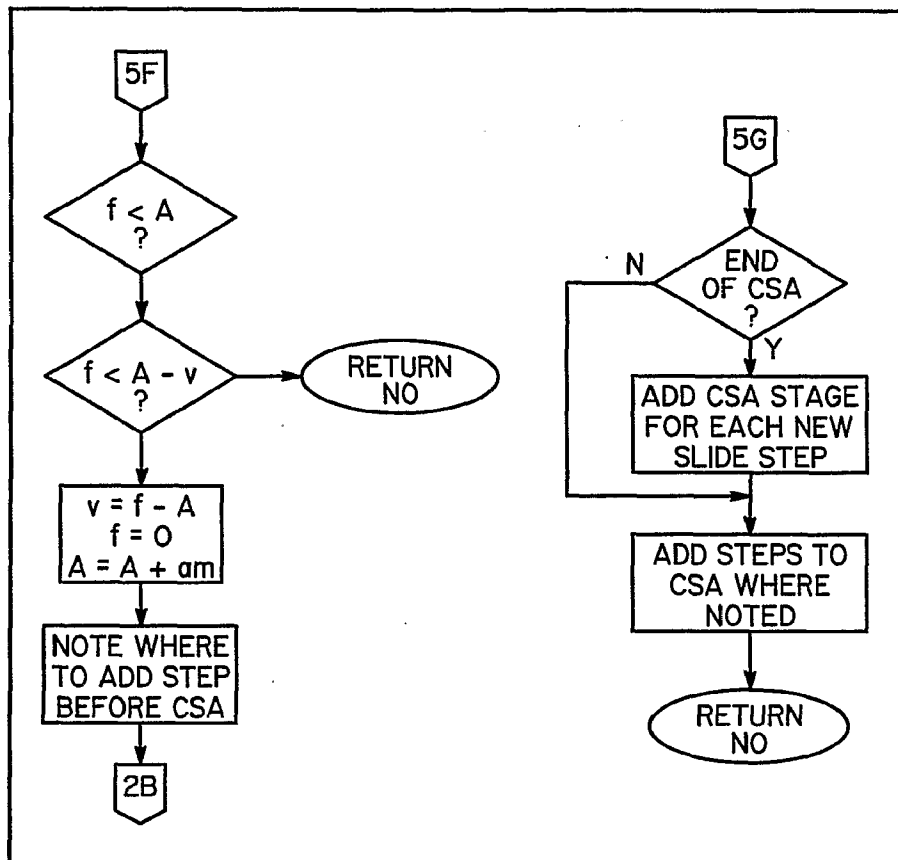 5F
f < A
?
f < A - v
?
RETURN
NO
v = f - A
f = 0
A = A + am
NOTE WHERE
TO ADD STEP
BEFORE CSA
2B
5G
N
END
OF CSA
?
Y
ADD CSA STAGE
FOR EACH NEW
SLIDE STEP
ADD STEPS TO
CSA WHERE
NOTED
RETURN
NO